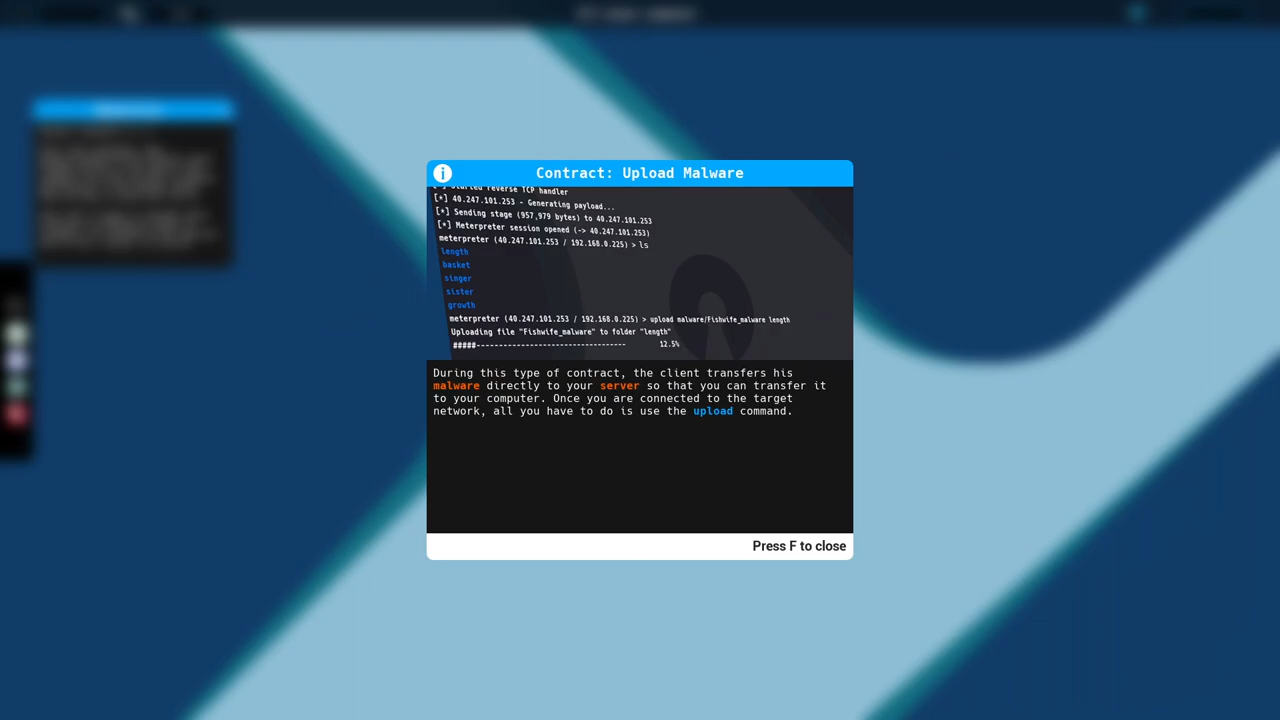 Contract: Upload Malware
[*] Started reverse TCP handler
[*] 40.247.101.253 - Generating payload...
[*] Sending stage (957,979 bytes) to 40.247.101.253
[*] Meterpreter session opened (-> 40.247.101.253)
meterpreter (40.247.101.253 / 192.168.0.225) > ls
length
basket
singer
sister
growth
meterpreter (40.247.101.253 / 192.168.0.225) > upload malware/Fishwife_malware length
Uploading file "Fishwife_malware" to folder "length"
#####--------------------------------- 12.5%
During this type of contract, the client transfers his
malware directly to your server so that you can transfer it
to your computer. Once you are connected to the target
network, all you have to do is use the upload command.
Press F to close